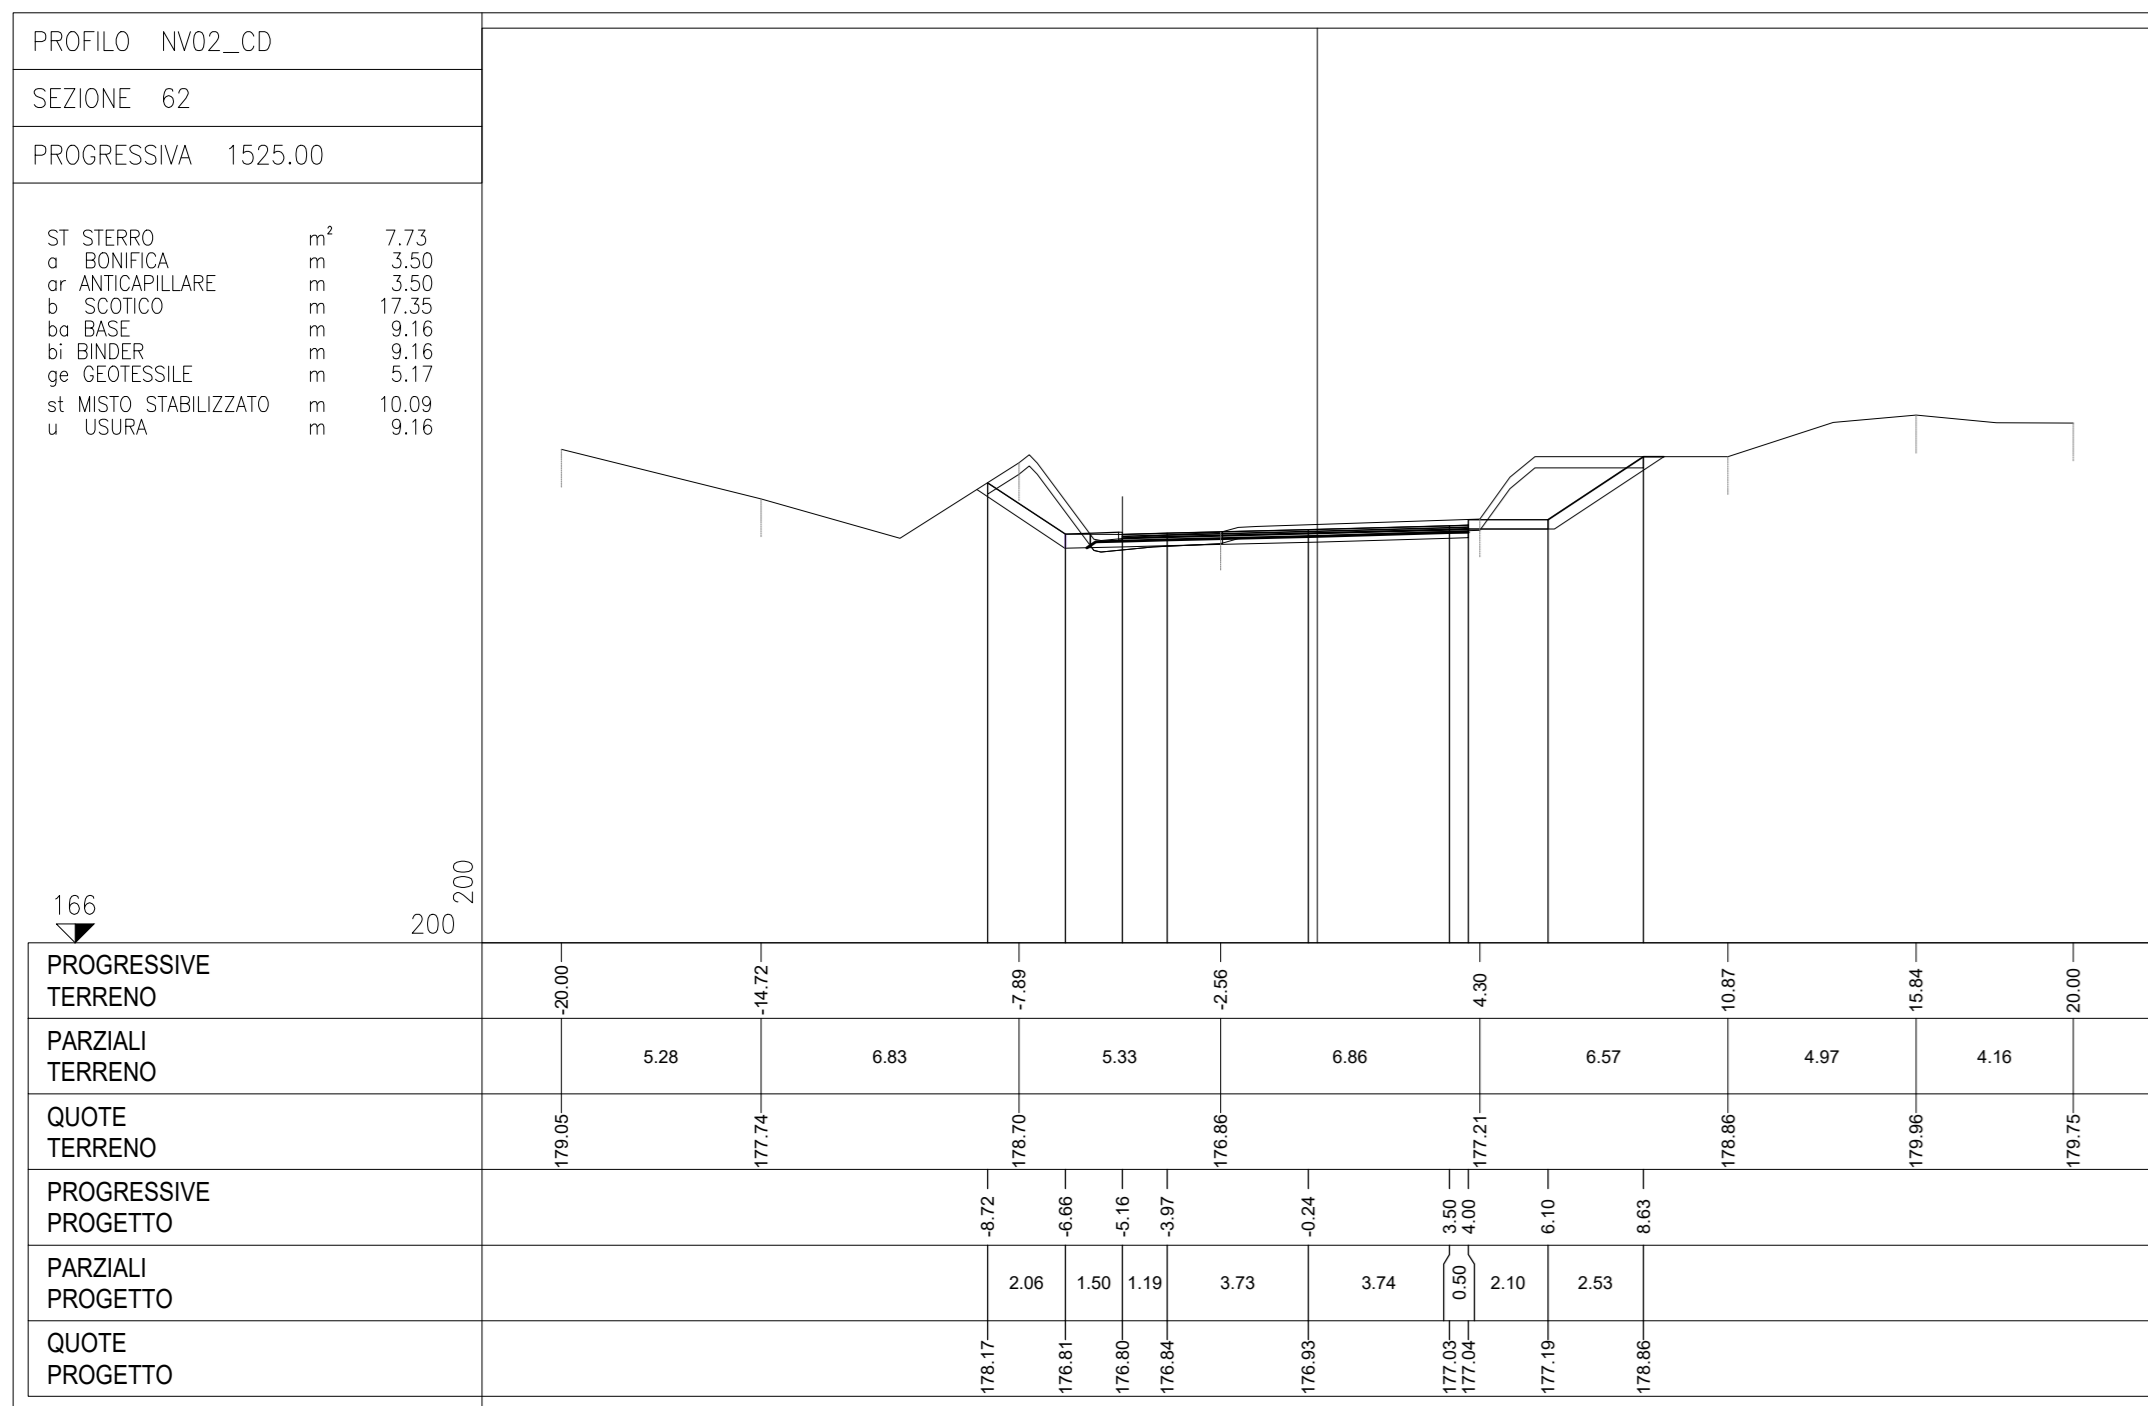 PROFILO NV02_CD
SEZIONE 62
PROGRESSIVA 1525.00
ST STERRO m² 7.73
a BONIFICA m 3.50
ar ANTICAPILLARE m 3.50
b SCOTICO m 17.35
ba BASE m 9.16
bi BINDER m 9.16
ge GEOTESSILE m 5.17
st MISTO STABILIZZATO m 10.09
u USURA m 9.16
200
166
200
PROGRESSIVE
TERRENO
-20.00 -14.72 -7.89 -2.56 4.30 10.87 15.84 20.00
PARZIALI
TERRENO
5.28 6.83 5.33 6.86 6.57 4.97 4.16
QUOTE
TERRENO
179.05 177.74 178.70 176.86 177.21 178.86 179.96 179.75
PROGRESSIVE
PROGETTO
-8.72 -6.66 -5.16 -3.97 -0.24 3.50 4.00 6.10 8.63
PARZIALI
PROGETTO
2.06 1.50 1.19 3.73 3.74 0.50 2.10 2.53
QUOTE
PROGETTO
178.17 176.81 176.80 176.84 176.93 177.03 177.04 177.19 178.86